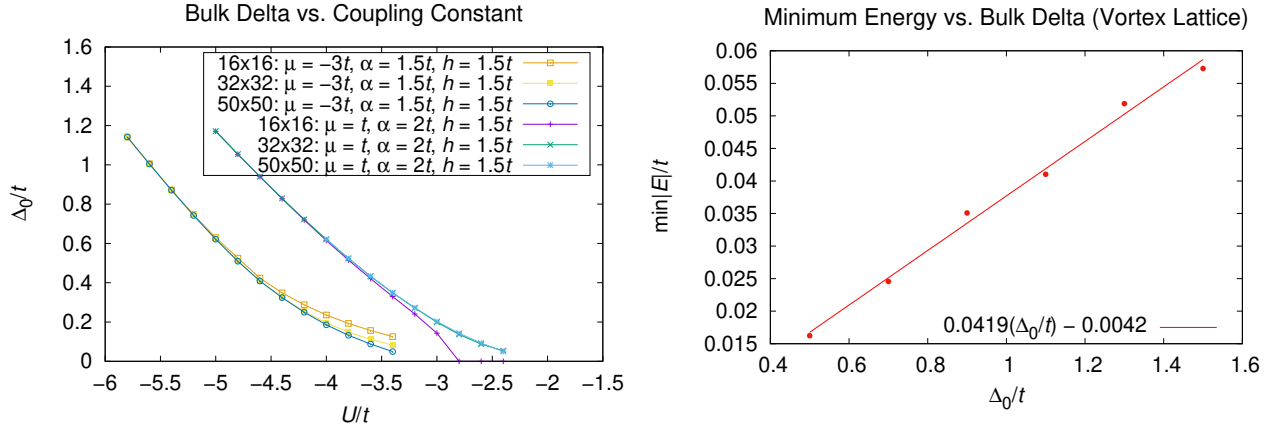 Bulk Delta vs. Coupling Constant
Δ0/t
1.6
1.4
1.2
1
0.8
0.6
0.4
0.2
0
16x16: μ = −3t, α = 1.5t, h = 1.5t
32x32: μ = −3t, α = 1.5t, h = 1.5t
50x50: μ = −3t, α = 1.5t, h = 1.5t
16x16: μ = t, α = 2t, h = 1.5t
32x32: μ = t, α = 2t, h = 1.5t
50x50: μ = t, α = 2t, h = 1.5t
−6 −5.5 −5 −4.5 −4 −3.5 −3 −2.5 −2 −1.5
U/t
Minimum Energy vs. Bulk Delta (Vortex Lattice)
min|E|/t
0.06
0.055
0.05
0.045
0.04
0.035
0.03
0.025
0.02
0.015
0.0419(Δ0/t) − 0.0042
0.4 0.6 0.8 1 1.2 1.4 1.6
Δ0/t